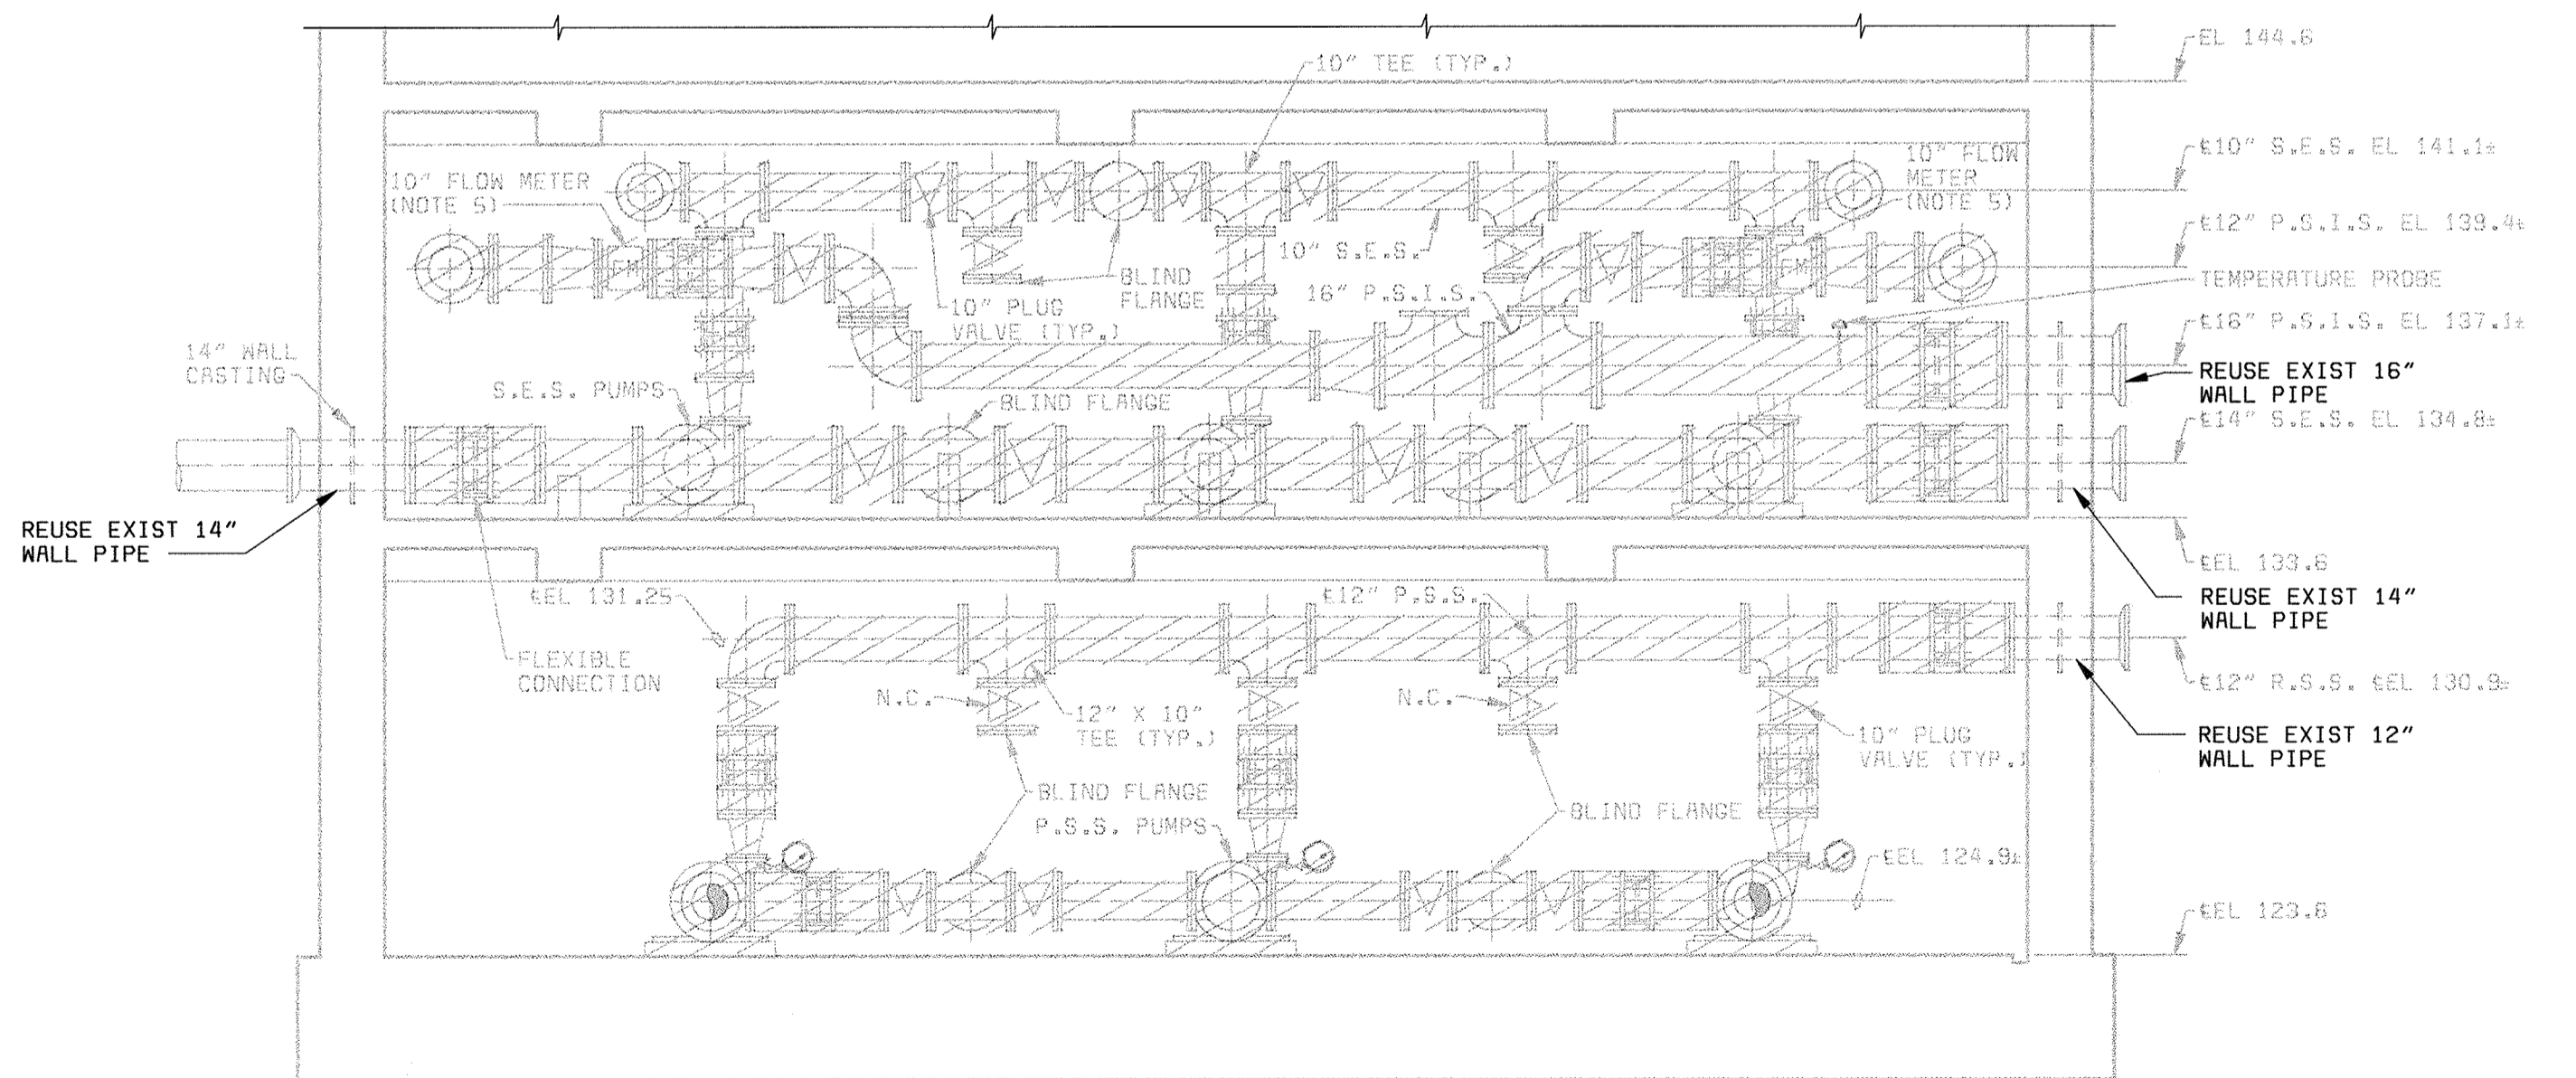 EL 144.6
10" TEE (TYP.)
℄10" S.E.S. EL 141.1±
10" FLOW
METER
(NOTE 5)
10" FLOW METER
(NOTE 5)
℄12" P.S.I.S. EL 139.4±
10" S.E.S.
BLIND
FLANGE
FM
FM
TEMPERATURE PROBE
16" P.S.I.S.
10" PLUG
VALVE (TYP.)
℄16" P.S.I.S. EL 137.1±
14" WALL
CASTING
REUSE EXIST 16"
WALL PIPE
S.E.S. PUMPS
BLIND FLANGE
℄14" S.E.S. EL 134.8±
REUSE EXIST 14"
WALL PIPE
℄EL 133.6
℄EL 131.25
℄12" P.S.S.
REUSE EXIST 14"
WALL PIPE
FLEXIBLE
CONNECTION
℄12" R.S.S. ℄EL 130.9±
N.C.
N.C.
12" X 10"
TEE (TYP.)
10" PLUG
VALVE (TYP.)
REUSE EXIST 12"
WALL PIPE
BLIND FLANGE
BLIND FLANGE
P.S.S. PUMPS
℄EL 124.9±
℄EL 123.6